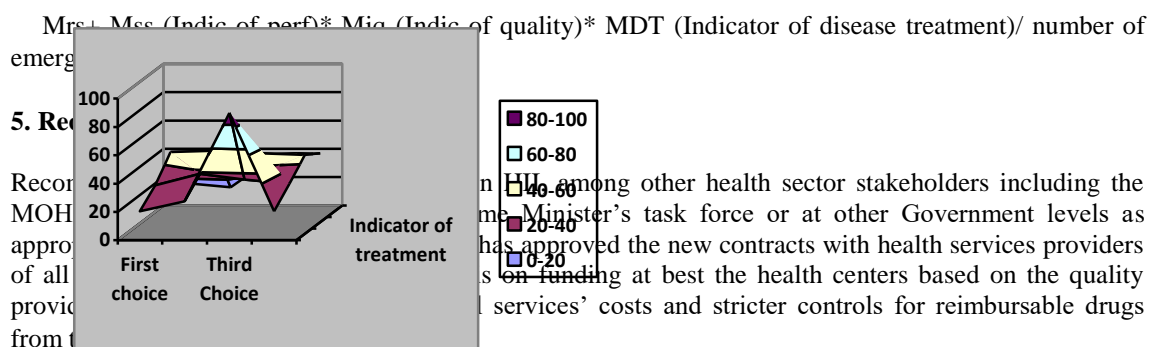 Mrs+ Mss (Indic of perf)* Miq (Indic of quality)* MDT (Indicator of disease treatment)/ number of
emerg
5. Rec
100
80
60
40
20
0
First choice
Third Choice
Indicator of treatment
80-100
60-80
40-60
20-40
0-20
Recom n HII, among other health sector stakeholders including the
MOH me Minister's task force or at other Government levels as
appro has approved the new contracts with health services providers
of all s on funding at best the health centers based on the quality
provid l services' costs and stricter controls for reimbursable drugs
from t